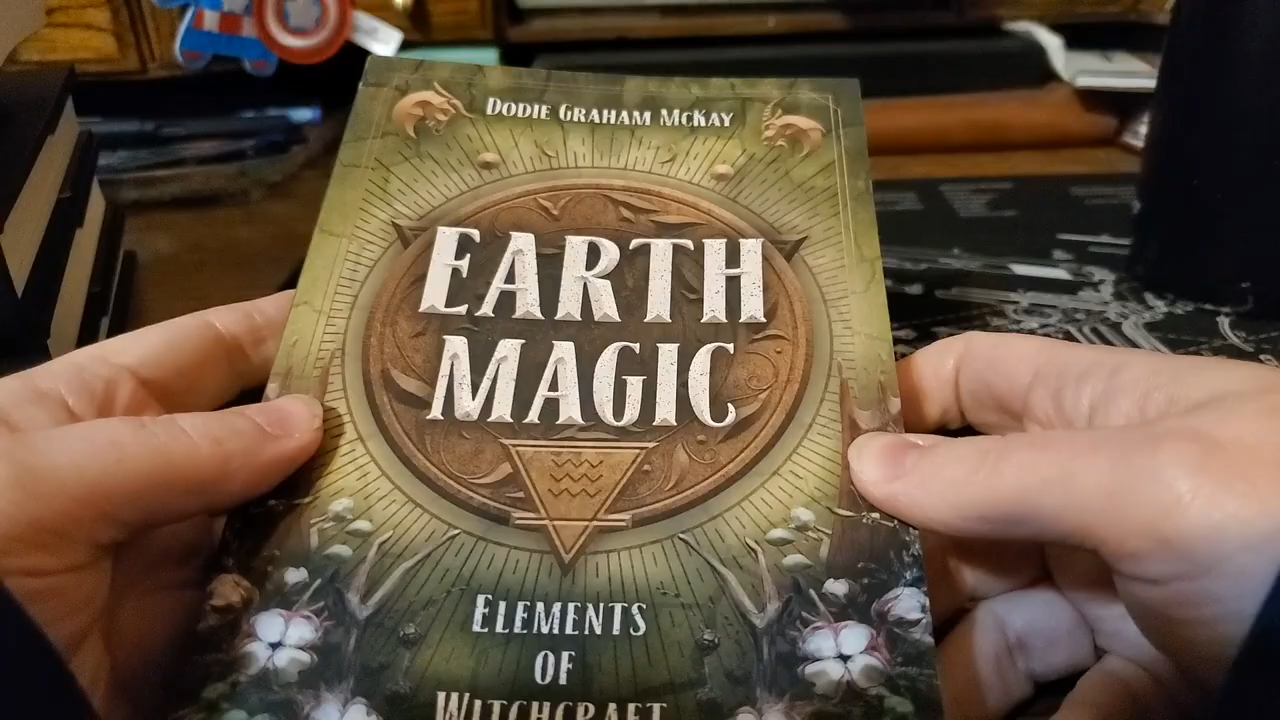 DODIE GRAHAM MCKAY
EARTH
MAGIC
ELEMENTS
OF
WITCHCRAFT